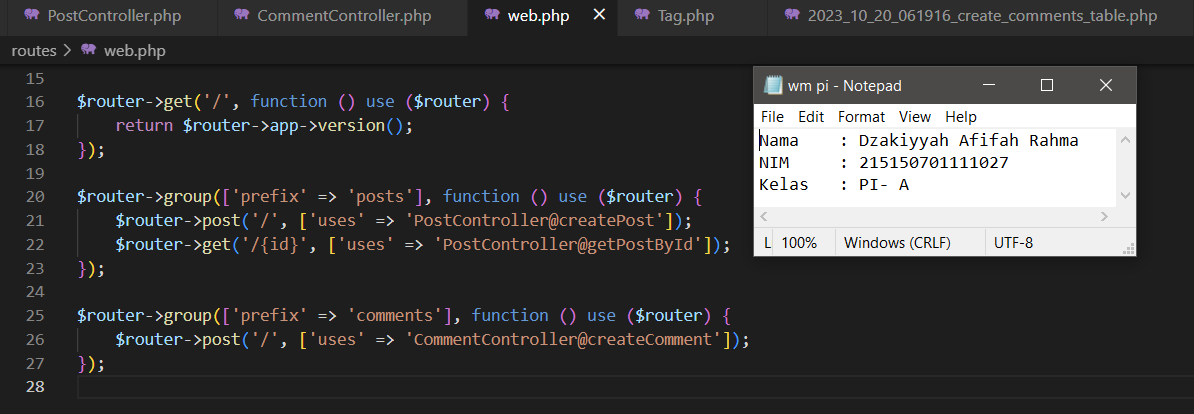 PostController.php CommentController.php web.php Tag.php 2023_10_20_061916_create_comments_table.php
routes > web.php
15
16 $router->get('/', function () use ($router) {
17     return $router->app->version();
18 });
19
20 $router->group(['prefix' => 'posts'], function () use ($router) {
21     $router->post('/', ['uses' => 'PostController@createPost']);
22     $router->get('/{id}', ['uses' => 'PostController@getPostById']);
23 });
24
25 $router->group(['prefix' => 'comments'], function () use ($router) {
26     $router->post('/', ['uses' => 'CommentController@createComment']);
27 });
28
wm pi - Notepad
File Edit Format View Help
Nama    : Dzakiyyah Afifah Rahma
NIM     : 215150701111027
Kelas   : PI- A
L 100% Windows (CRLF) UTF-8